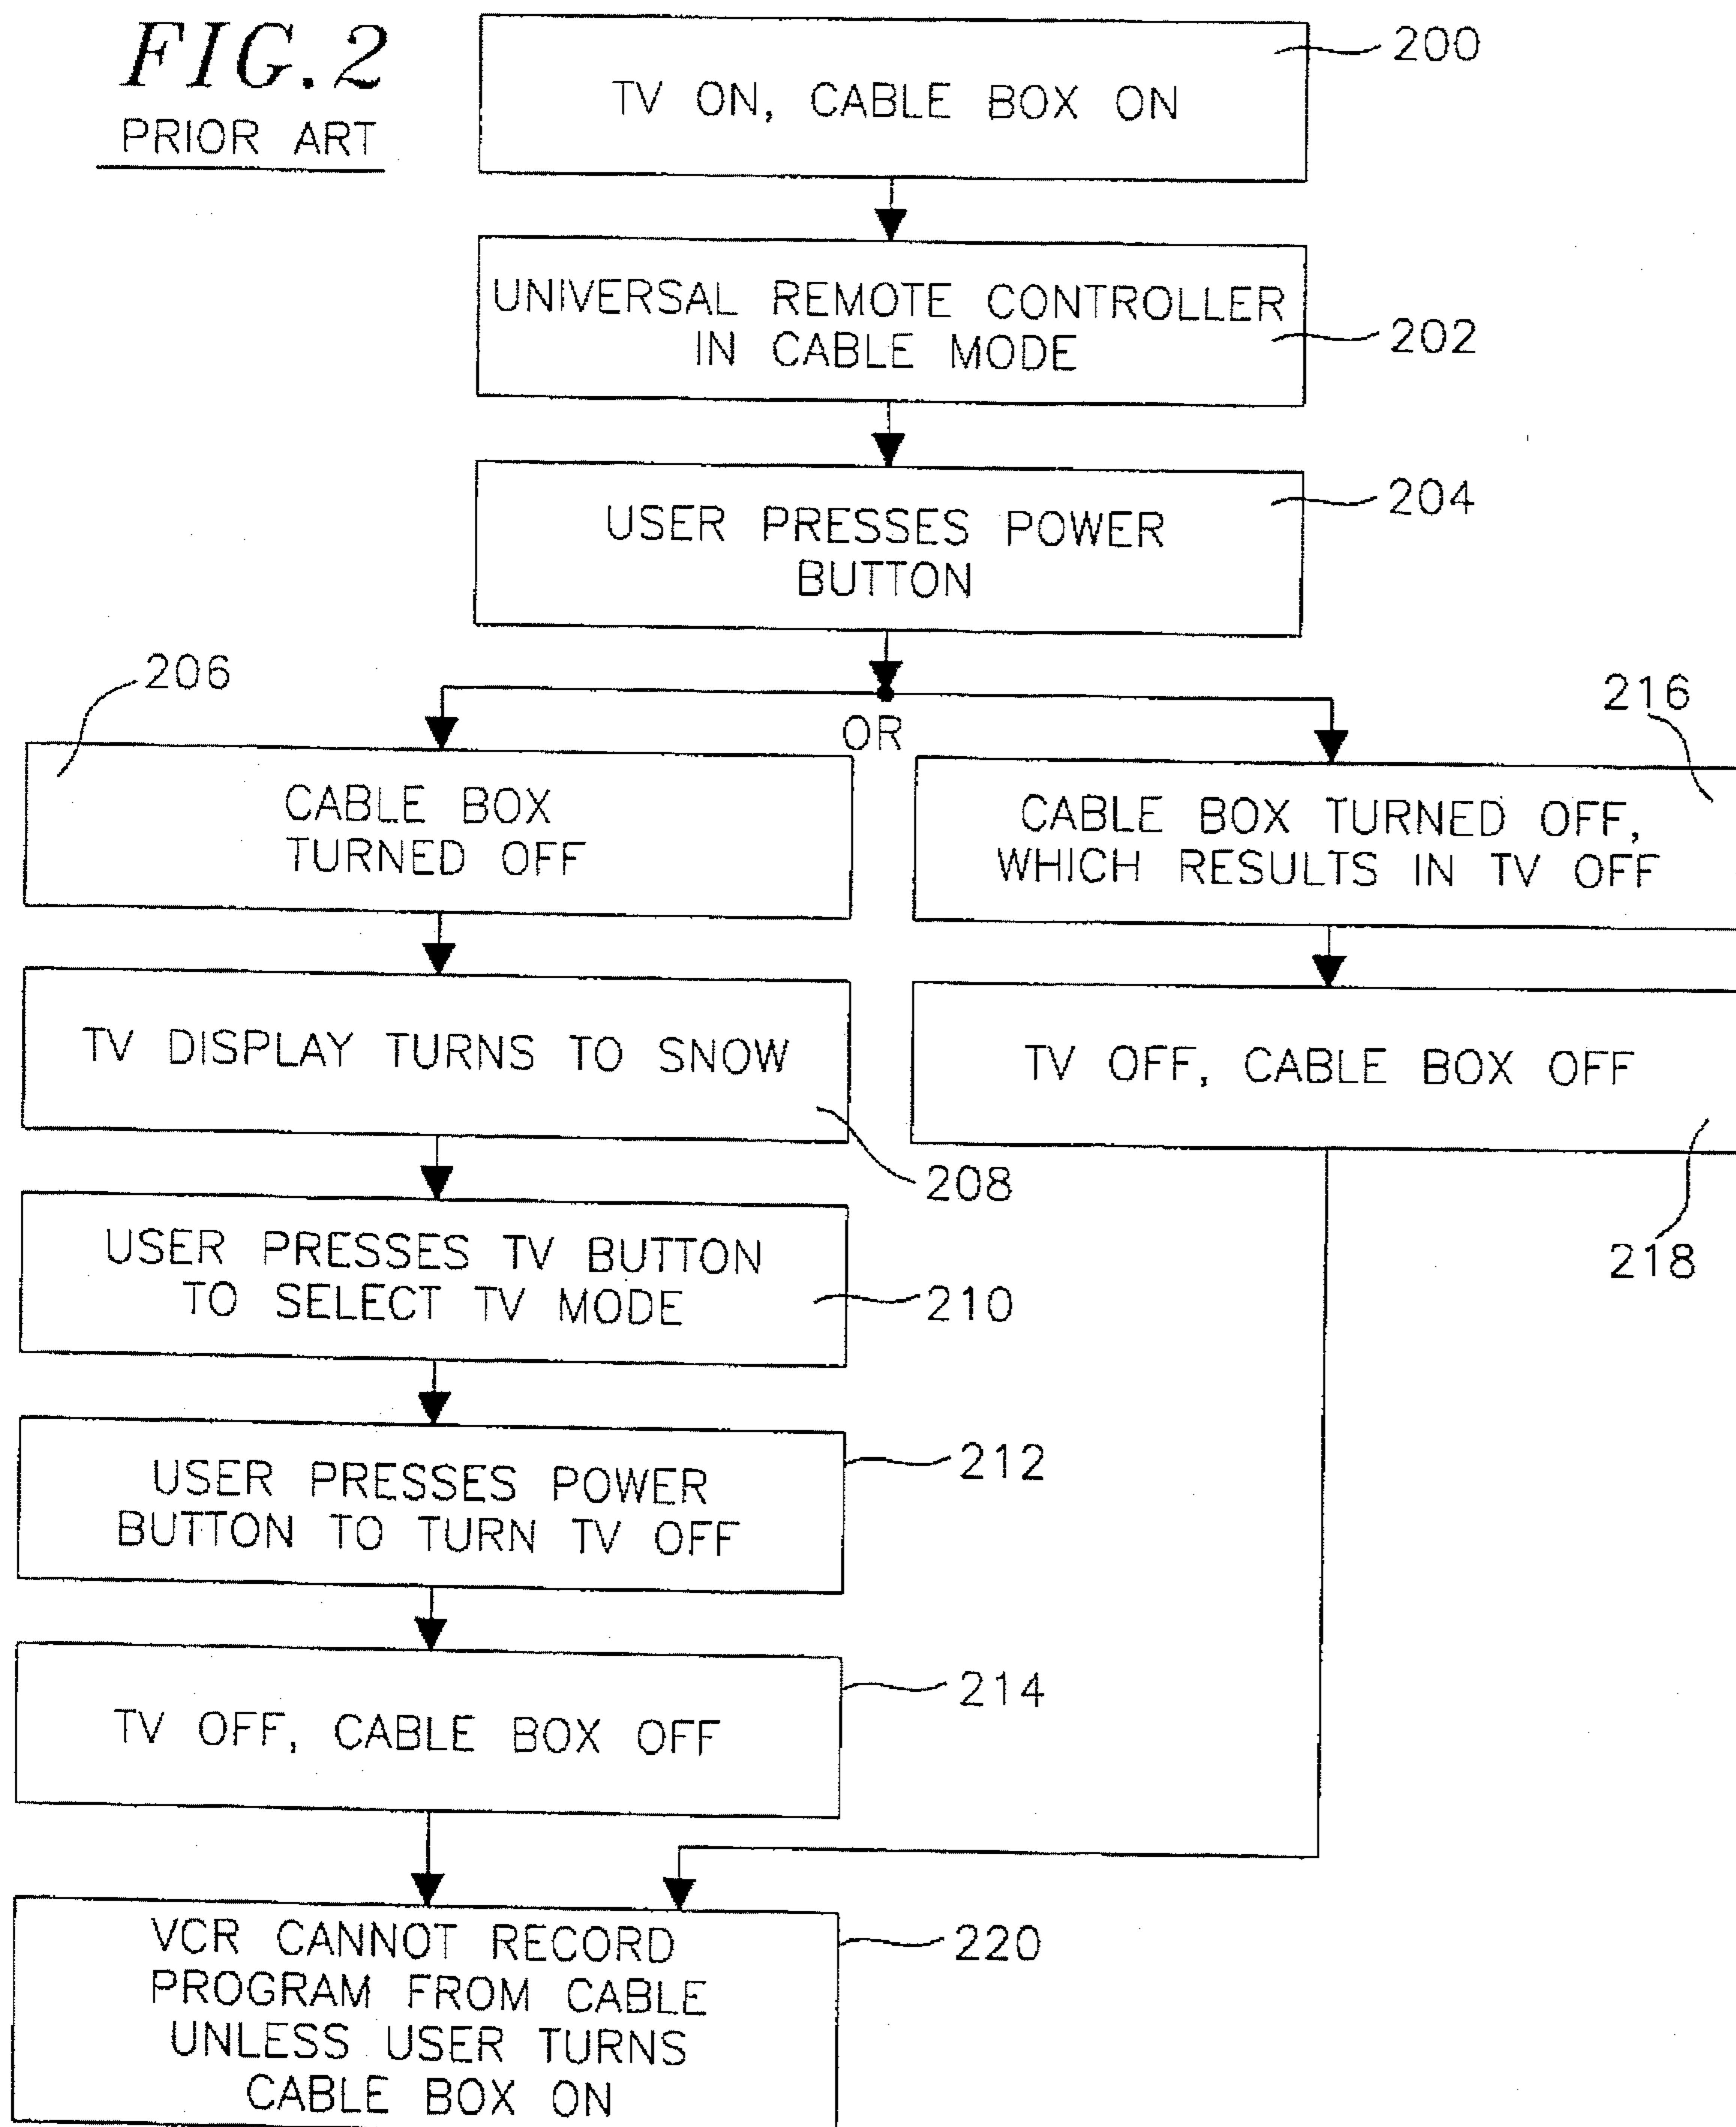 FIG.2
PRIOR ART
200
TV ON, CABLE BOX ON
UNIVERSAL REMOTE CONTROLLER
IN CABLE MODE
202
USER PRESSES POWER
BUTTON
204
206
OR
216
CABLE BOX
TURNED OFF
CABLE BOX TURNED OFF,
WHICH RESULTS IN TV OFF
TV DISPLAY TURNS TO SNOW
208
TV OFF, CABLE BOX OFF
218
USER PRESSES TV BUTTON
TO SELECT TV MODE
210
USER PRESSES POWER
BUTTON TO TURN TV OFF
212
TV OFF, CABLE BOX OFF
214
VCR CANNOT RECORD
PROGRAM FROM CABLE
UNLESS USER TURNS
CABLE BOX ON
220